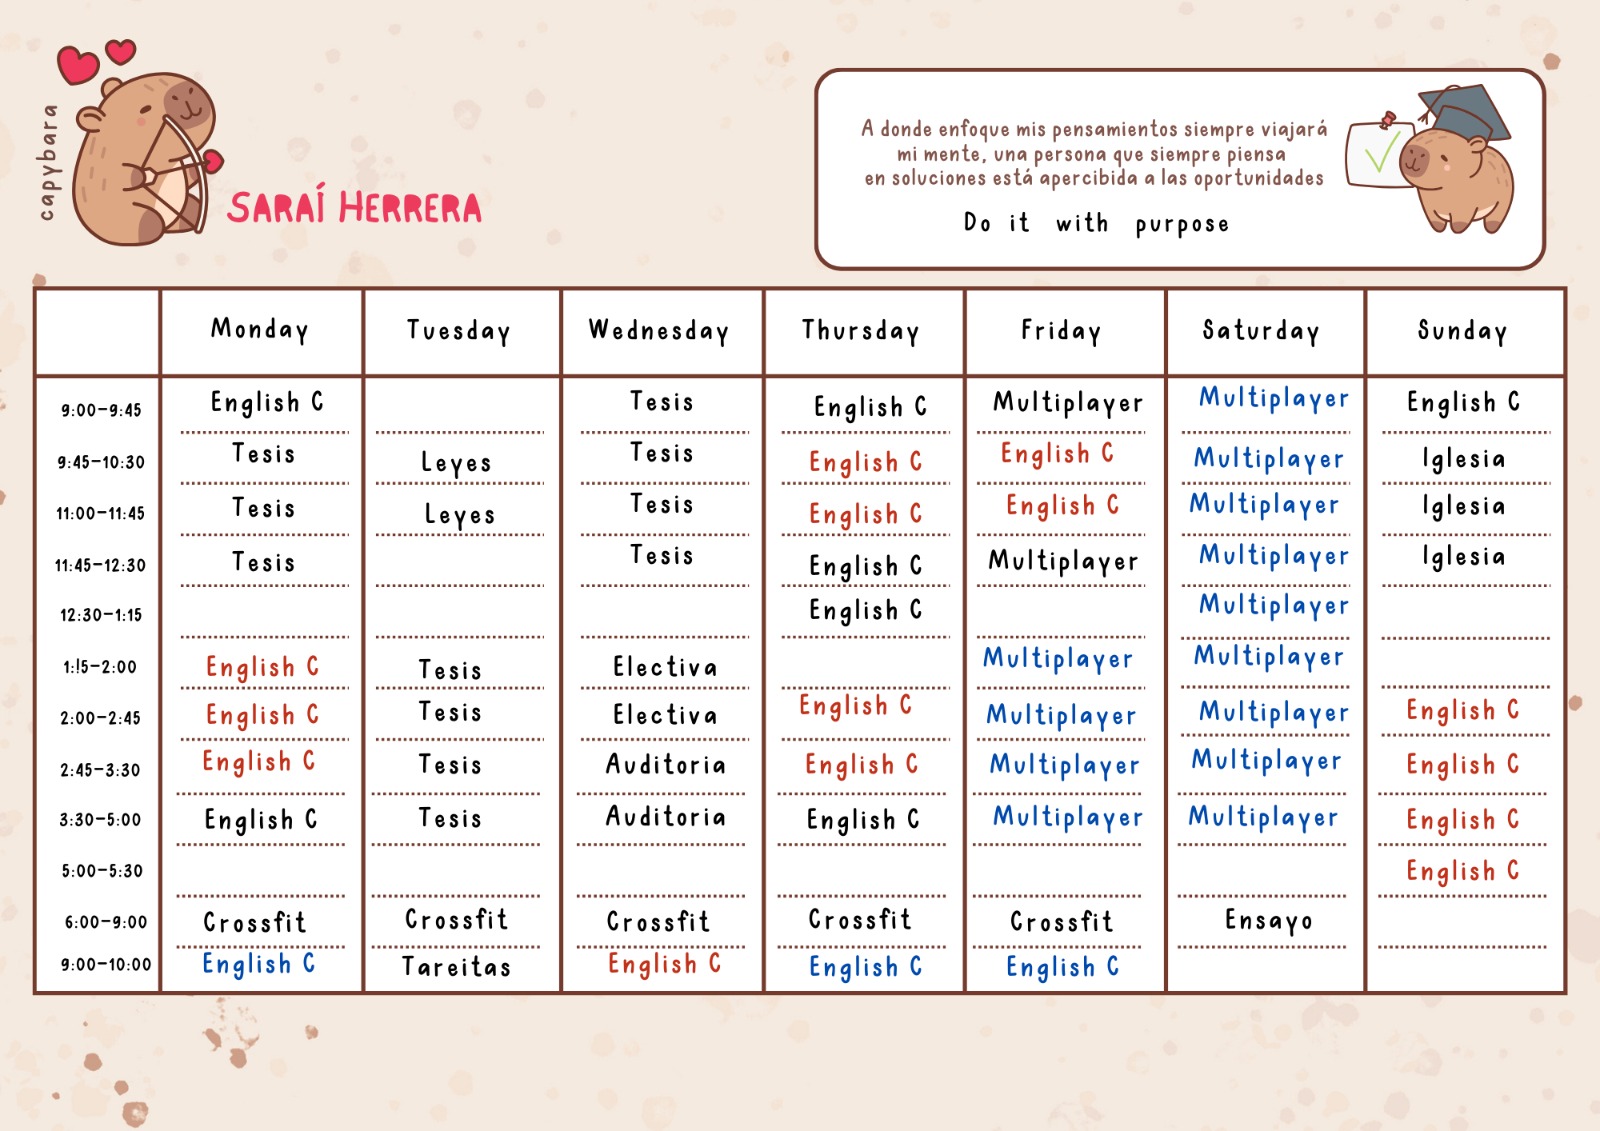 capybara
SARAÍ HERRERA
A donde enfoque mis pensamientos siempre viajará
mi mente, una persona que siempre piensa
en soluciones está apercibida a las oportunidades
Do it with purpose
Monday Tuesday Wednesday Thursday Friday Saturday Sunday
9:00-9:45 English C Tesis English C Multiplayer Multiplayer English C
9:45-10:30 Tesis Leyes Tesis English C English C Multiplayer Iglesia
11:00-11:45 Tesis Leyes Tesis English C English C Multiplayer Iglesia
11:45-12:30 Tesis Tesis English C Multiplayer Multiplayer Iglesia
12:30-1:15 English C Multiplayer
1:!5-2:00 English C Tesis Electiva Multiplayer Multiplayer
2:00-2:45 English C Tesis Electiva English C Multiplayer Multiplayer English C
2:45-3:30 English C Tesis Auditoria English C Multiplayer Multiplayer English C
3:30-5:00 English C Tesis Auditoria English C Multiplayer Multiplayer English C
5:00-5:30 English C
6:00-9:00 Crossfit Crossfit Crossfit Crossfit Crossfit Ensayo
9:00-10:00 English C Tareitas English C English C English C